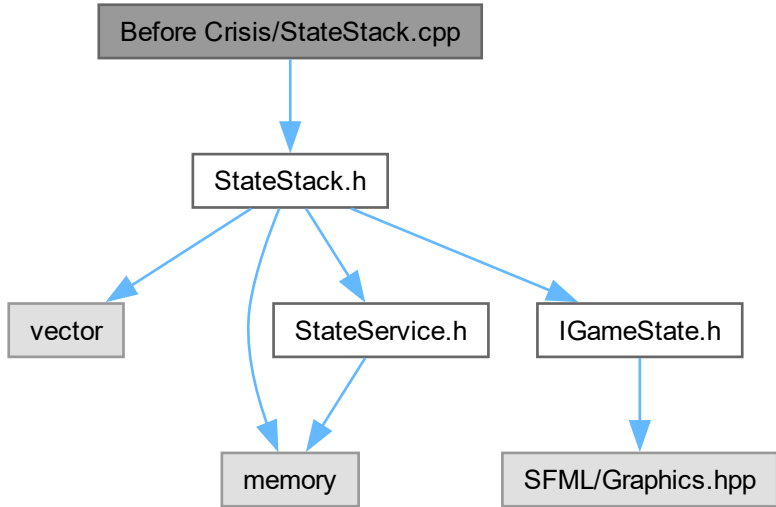 Before Crisis/StateStack.cpp
StateStack.h
vector
StateService.h
IGameState.h
memory
SFML/Graphics.hpp